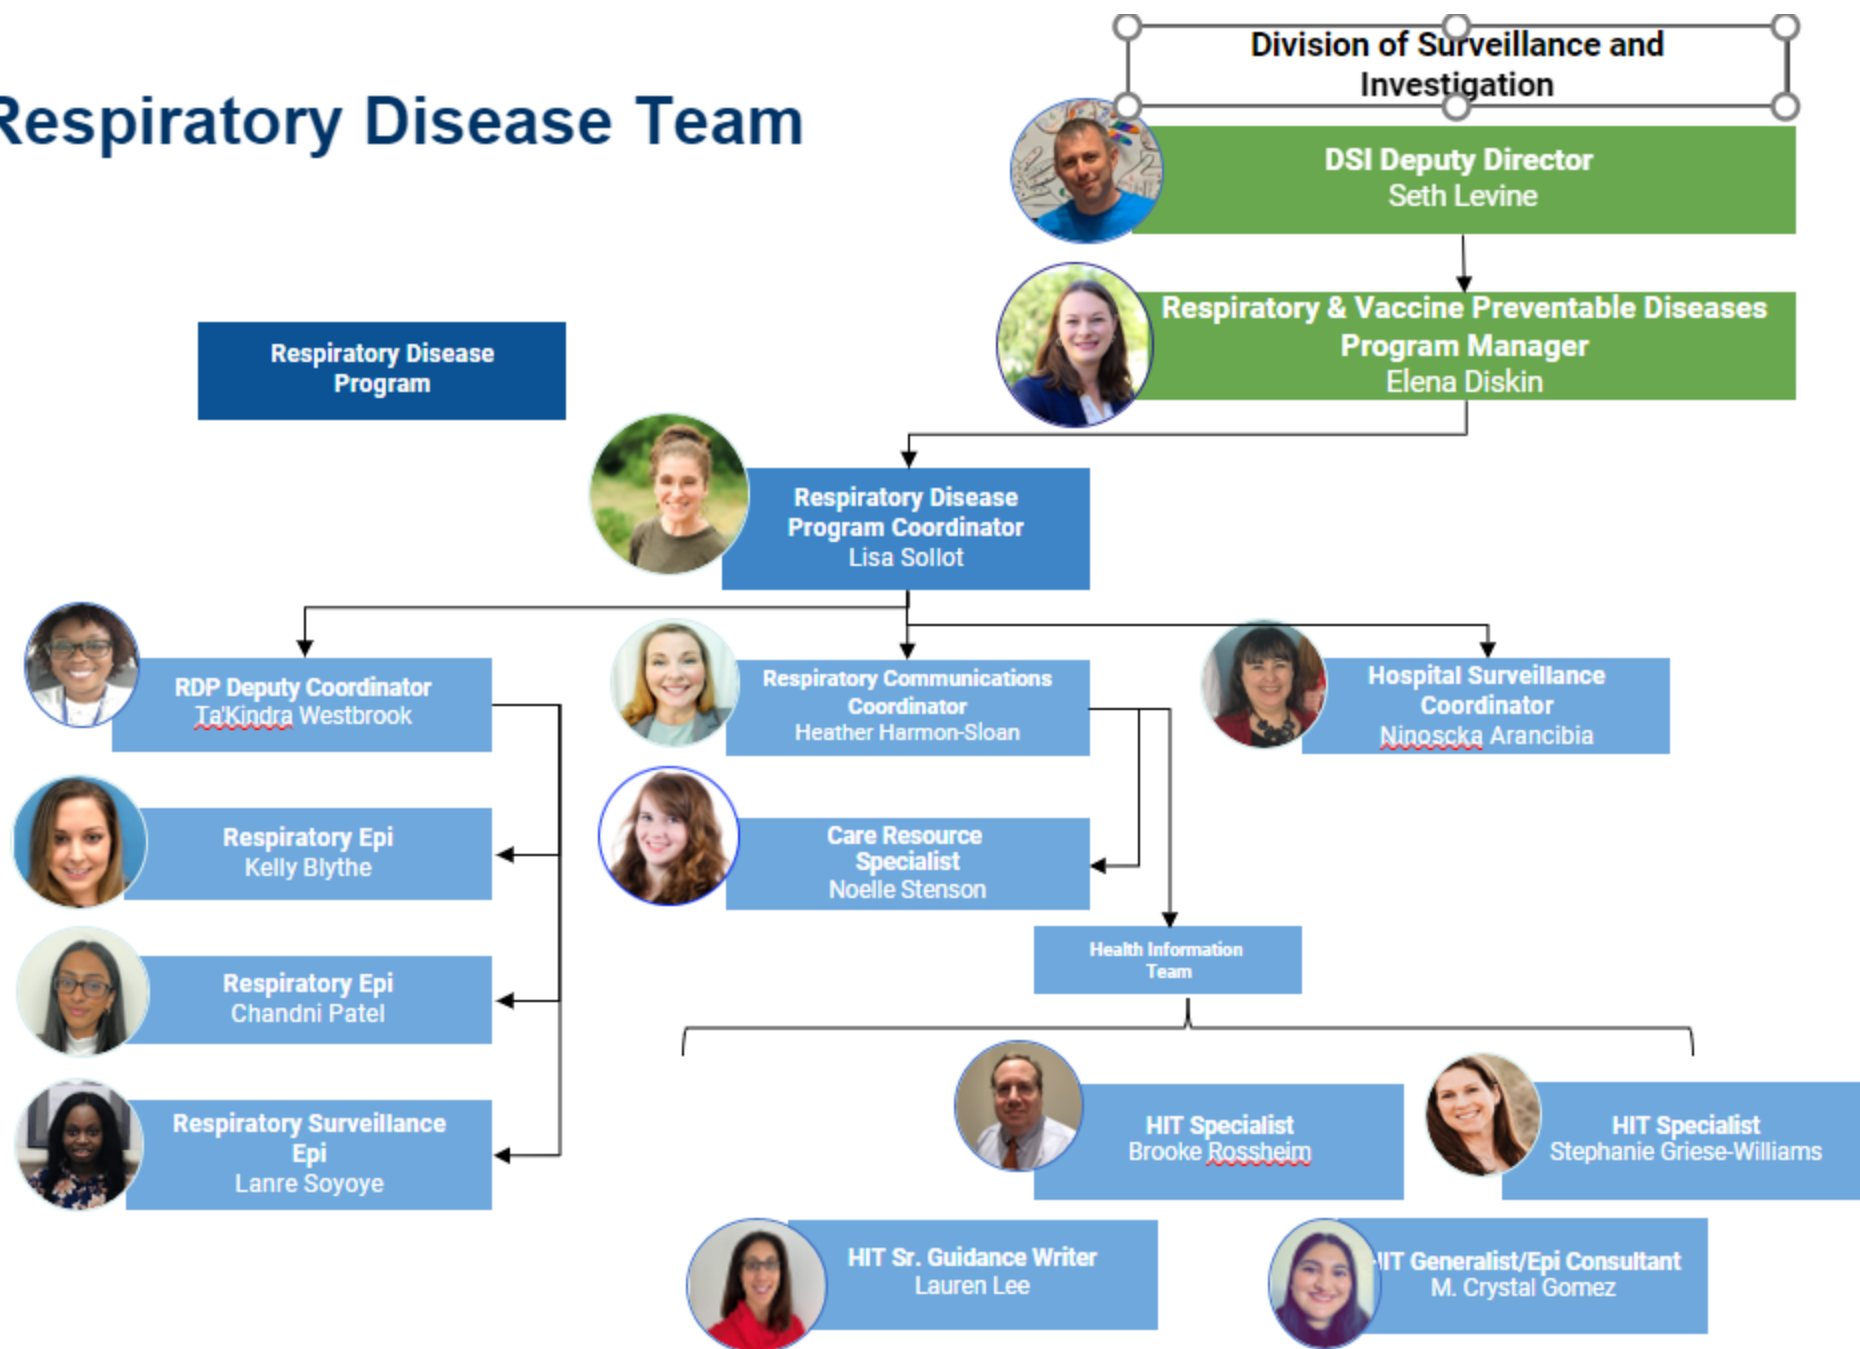 Respiratory Disease Team
Division of Surveillance and
Investigation
DSI Deputy Director
Seth Levine
Respiratory & Vaccine Preventable Diseases
Program Manager
Elena Diskin
Respiratory Disease
Program
Respiratory Disease
Program Coordinator
Lisa Sollot
RDP Deputy Coordinator
Ta'Kindra Westbrook
Respiratory Communications
Coordinator
Heather Harmon-Sloan
Hospital Surveillance
Coordinator
Ninoscka Arancibia
Respiratory Epi
Kelly Blythe
Care Resource
Specialist
Noelle Stenson
Respiratory Epi
Chandni Patel
Health Information
Team
Respiratory Surveillance
Epi
Lanre Soyoye
HIT Specialist
Brooke Rossheim
HIT Specialist
Stephanie Griese-Williams
HIT Sr. Guidance Writer
Lauren Lee
HIT Generalist/Epi Consultant
M. Crystal Gomez